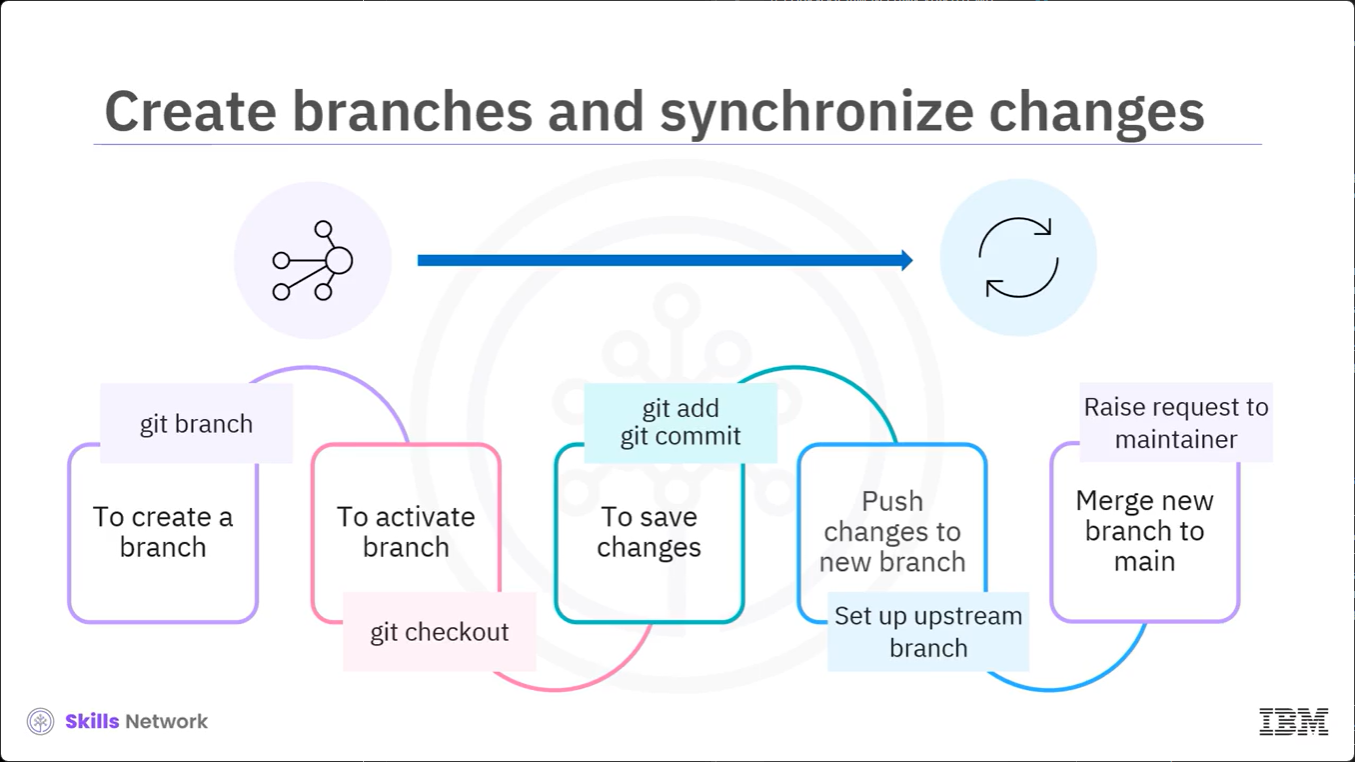 Create branches and synchronize changes
git branch
To create a
branch
To activate
branch
git checkout
git add
git commit
To save
changes
Push
changes to
new branch
Set up upstream
branch
Raise request to
maintainer
Merge new
branch to
main
Skills Network
IBM